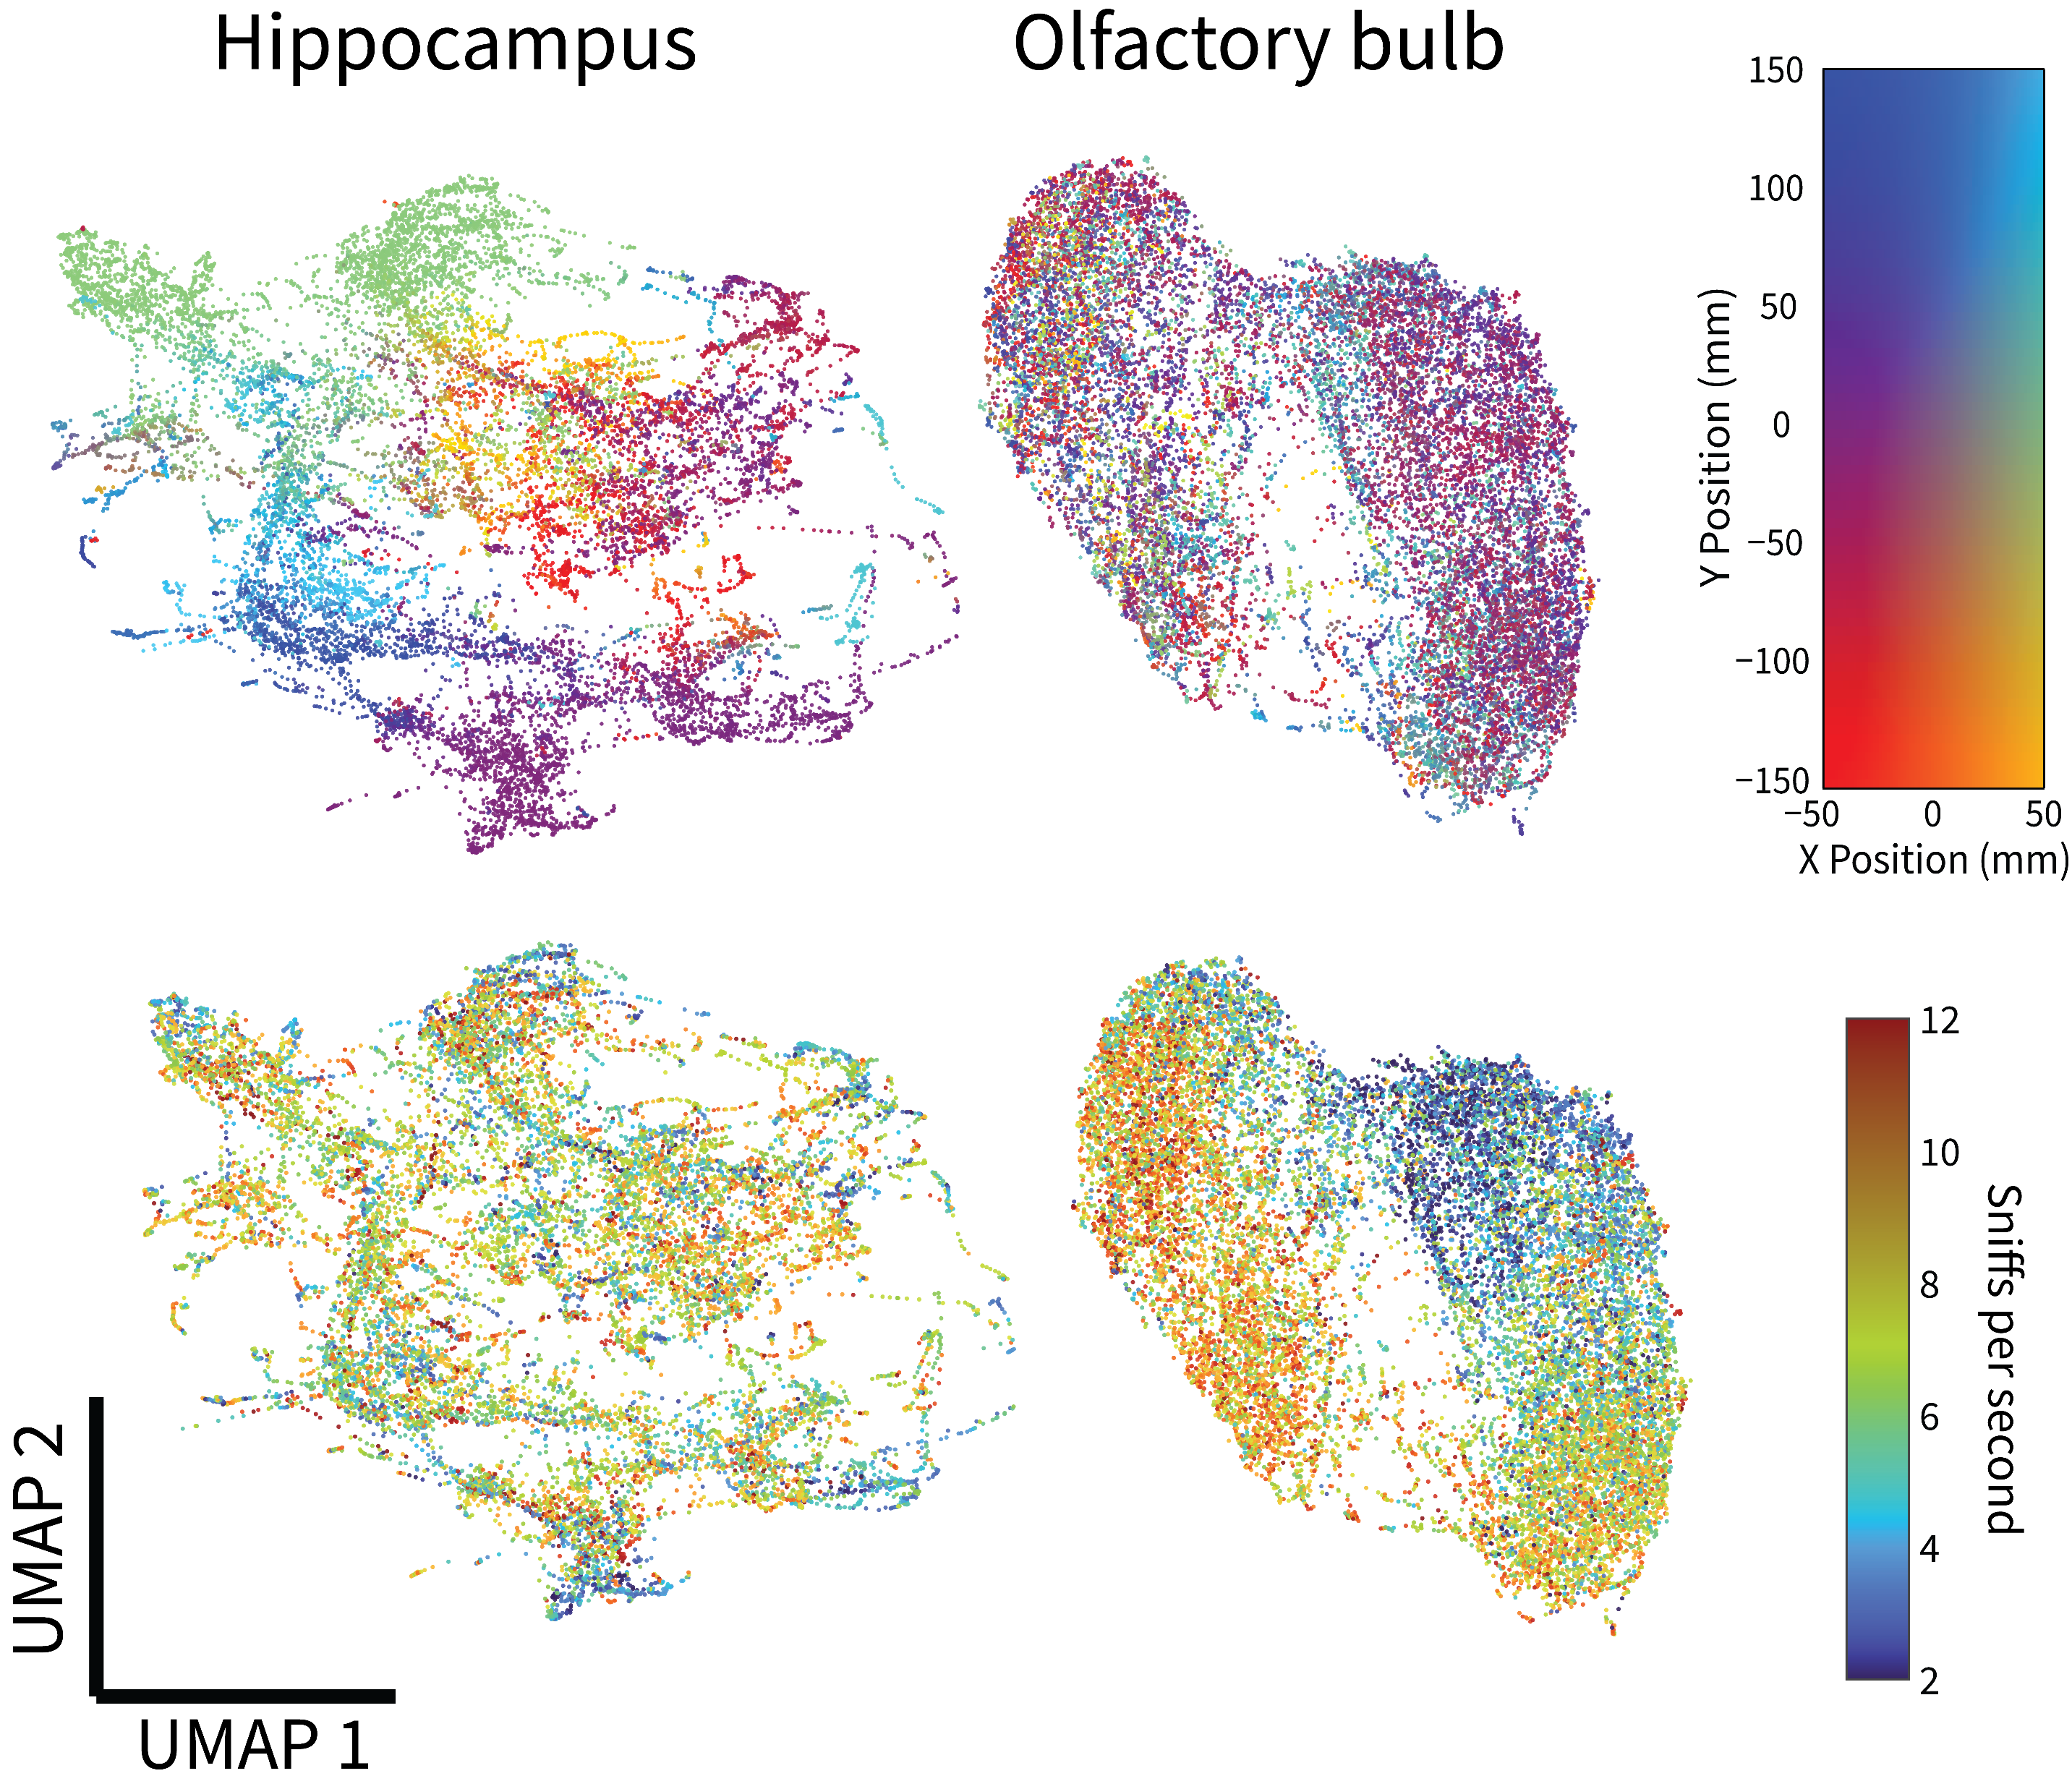 Hippocampus
Olfactory bulb
150
100
50
0
−50
−100
−150
Y Position (mm)
−50 0 50
X Position (mm)
12
10
8
6
4
2
Sniffs per second
UMAP 2
UMAP 1